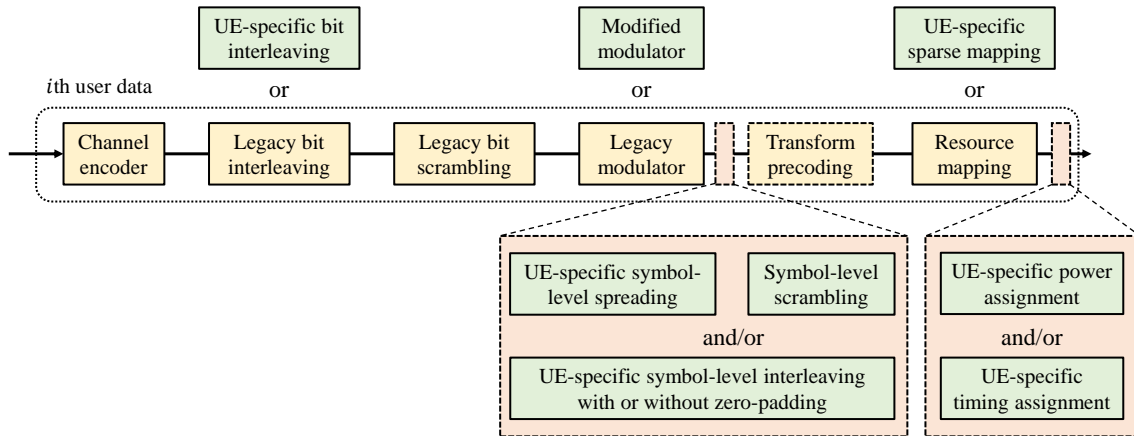 UE-specific bit
interleaving
Modified
modulator
UE-specific
sparse mapping
ith user data
or
or
or
Channel
encoder
Legacy bit
interleaving
Legacy bit
scrambling
Legacy
modulator
Transform
precoding
Resource
mapping
UE-specific symbol-
level spreading
Symbol-level
scrambling
and/or
UE-specific symbol-level interleaving
with or without zero-padding
UE-specific power
assignment
and/or
UE-specific
timing assignment